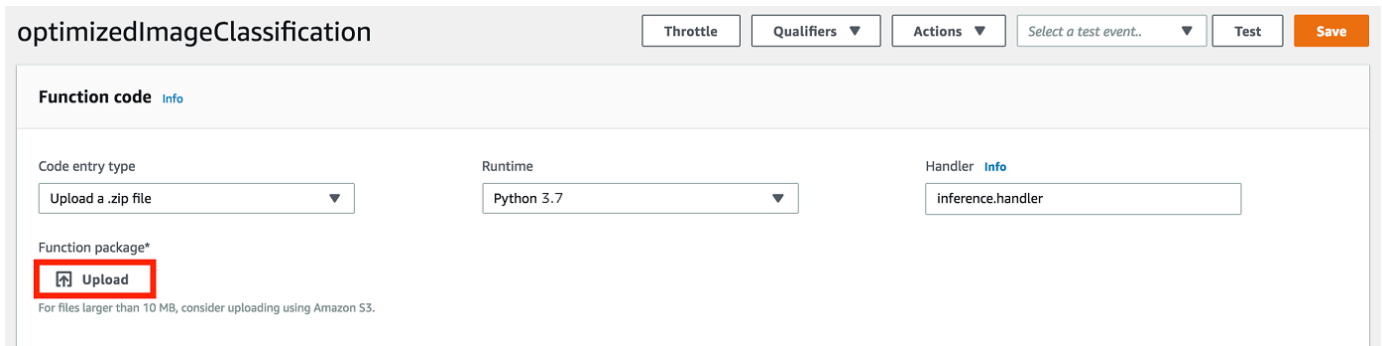 optimizedImageClassification
Throttle
Qualifiers
Actions
Select a test event..
Test
Save
Function code Info
Code entry type
Runtime
Handler Info
Upload a .zip file
Python 3.7
inference.handler
Function package*
Upload
For files larger than 10 MB, consider uploading using Amazon S3.